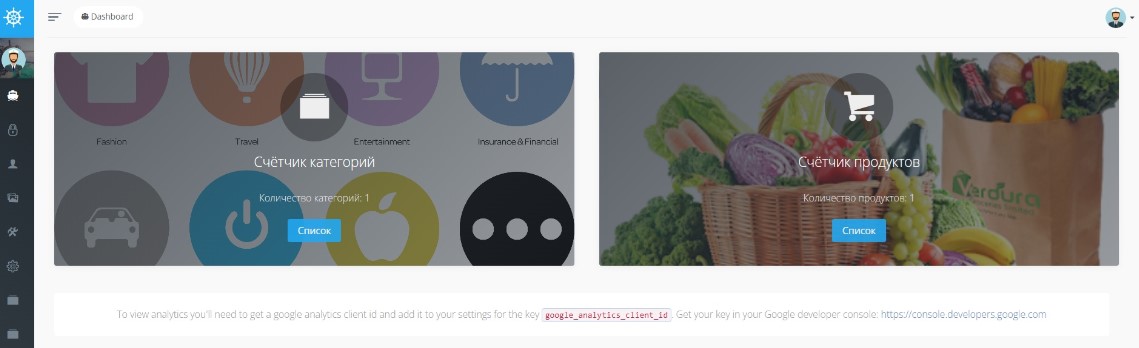 Dashboard
Fashion
Travel
Entertainment
Insurance & Financial
Счётчик категорий
Количество категорий: 1
Список
Счётчик продуктов
Количество продуктов: 1
Verdura
Список
To view analytics you'll need to get a google analytics client id and add it to your settings for the key google_analytics_client_id. Get your key in your Google developer console: https://console.developers.google.com